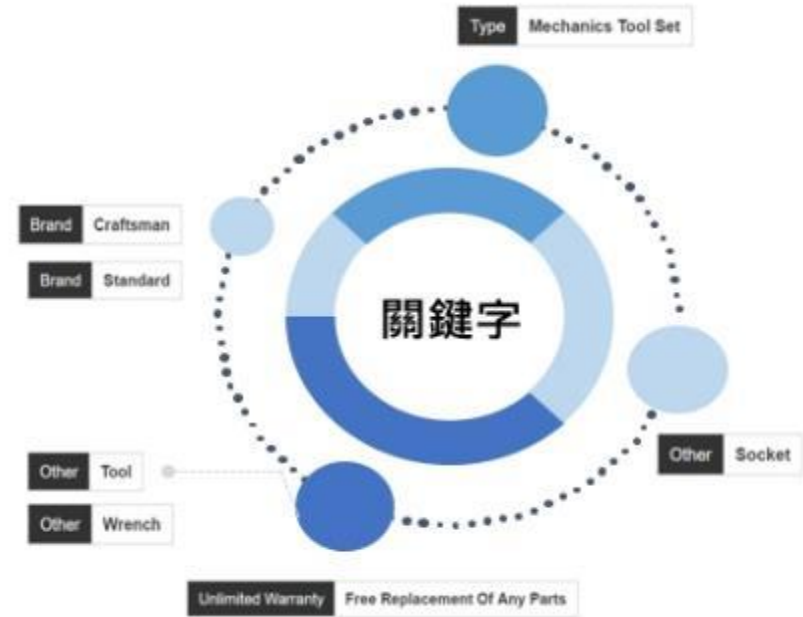 Type Mechanics Tool Set
Brand Craftsman
Brand Standard
關鍵字
Other Socket
Other Tool
Other Wrench
Unlimited Warranty Free Replacement Of Any Parts